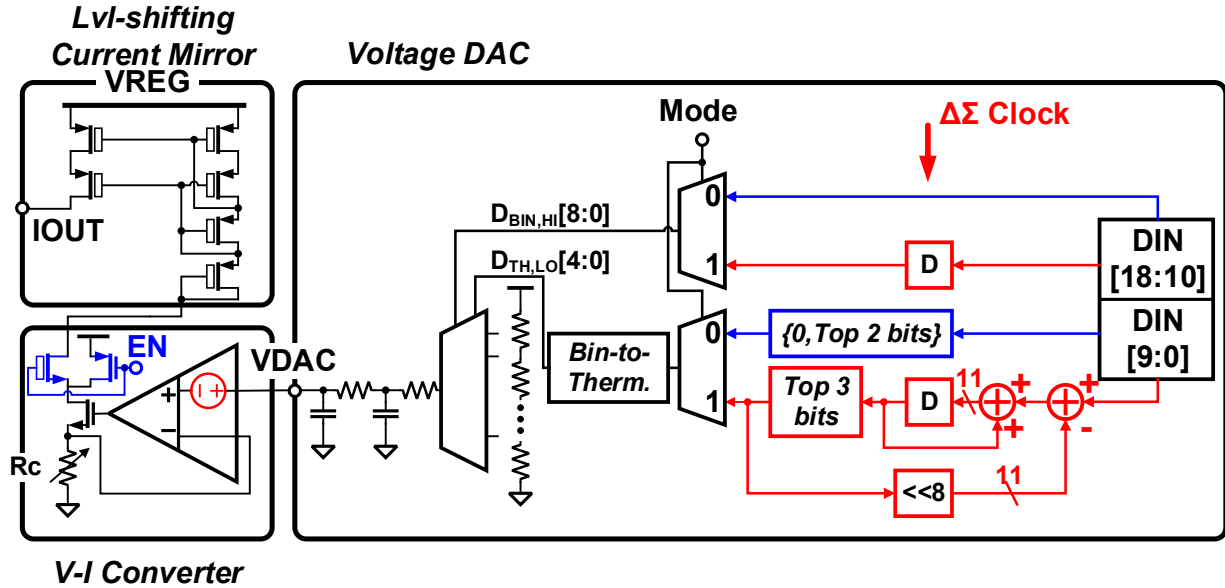 Lvl-shifting
Current Mirror
Voltage DAC
VREG
Mode
ΔΣ Clock
0
1
IOUT
D_BIN,HI[8:0]
D_TH,LO[4:0]
D
DIN
[18:10]
DIN
[9:0]
EN
VDAC
Bin-to-
Therm.
0
1
{0,Top 2 bits}
Top 3
bits
D
11
+
+
+
-
<<8
11
+
−
- +
Rc
V-I Converter